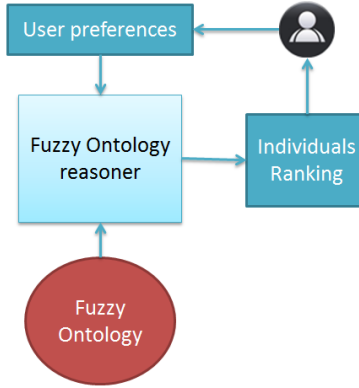 User preferences
Fuzzy Ontology
reasoner
Individuals
Ranking
Fuzzy
Ontology